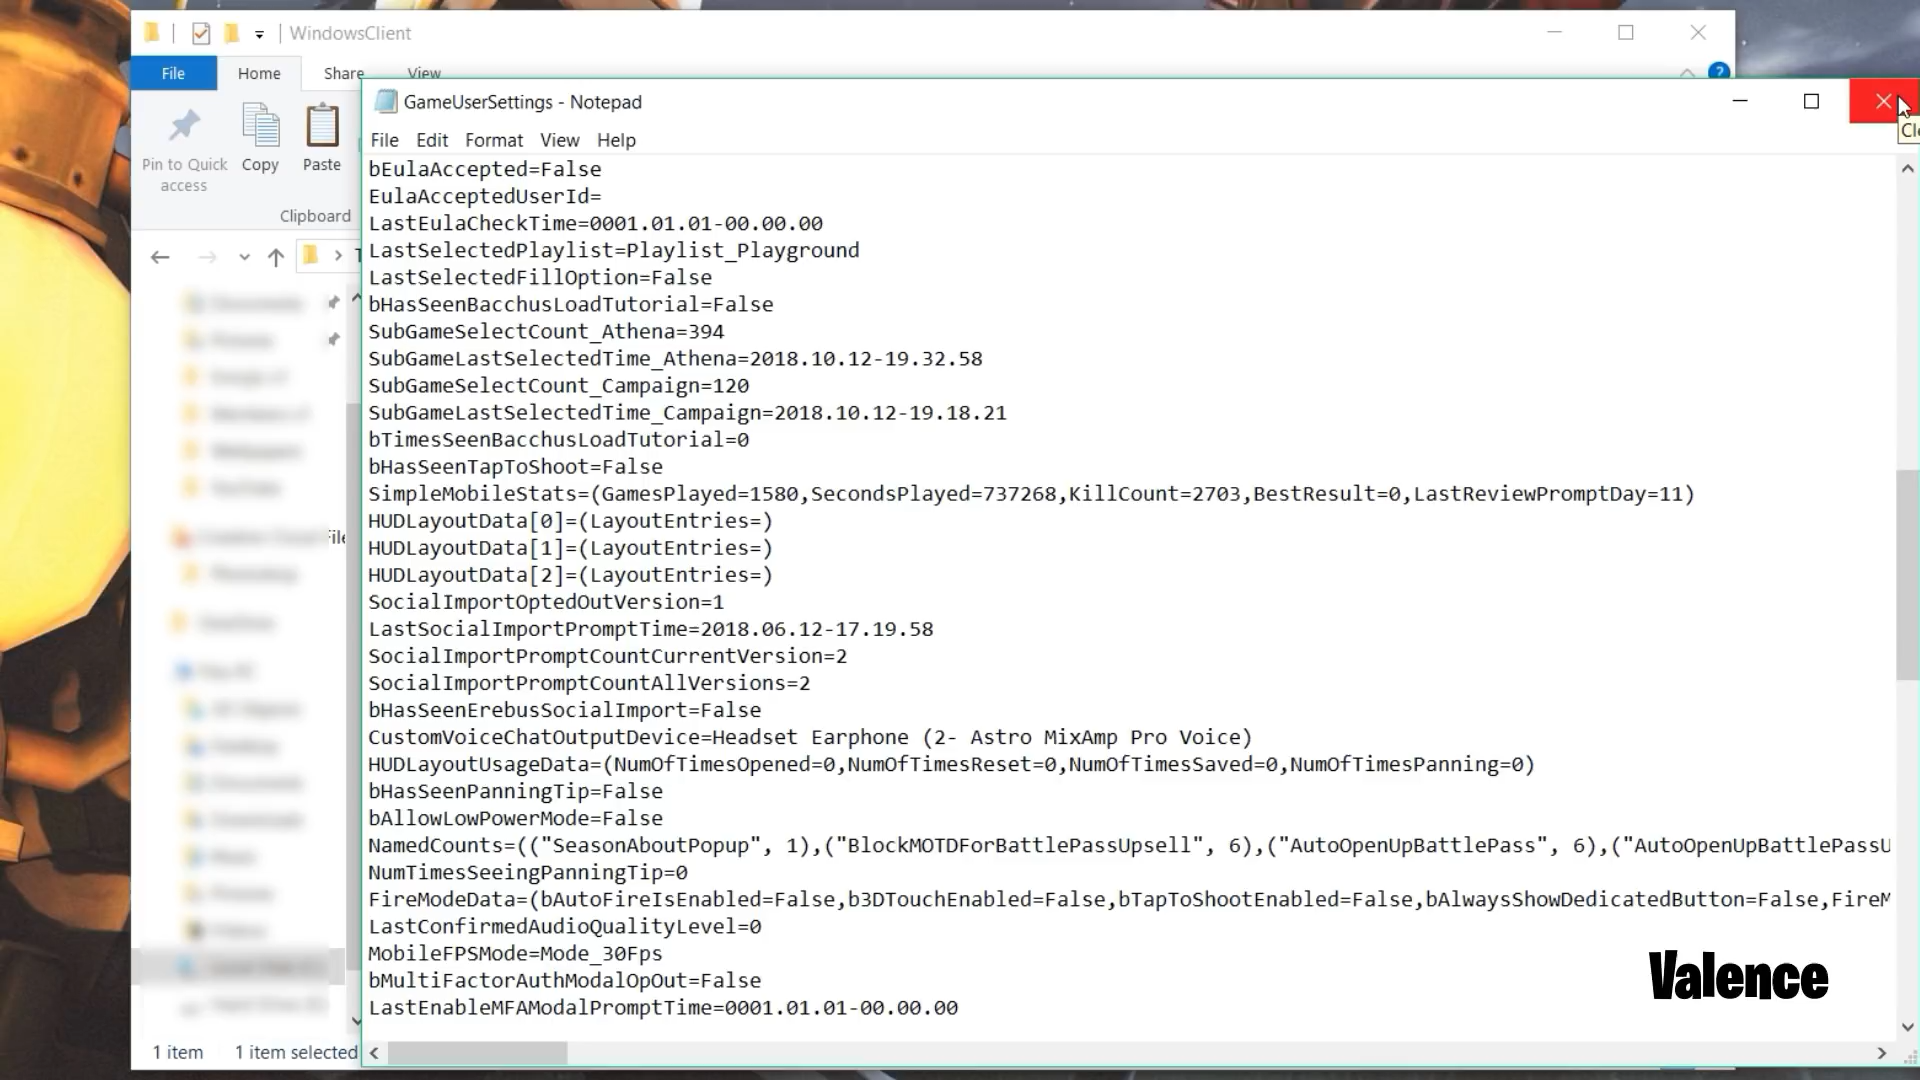 WindowsClient
File Home Share View
?
GameUserSettings - Notepad
File Edit Format View Help
Cl
Pin to Quick access
Copy
Paste
Clipboard
bEulaAccepted=False
EulaAcceptedUserId=
LastEulaCheckTime=0001.01.01-00.00.00
LastSelectedPlaylist=Playlist_Playground
LastSelectedFillOption=False
bHasSeenBacchusLoadTutorial=False
SubGameSelectCount_Athena=394
SubGameLastSelectedTime_Athena=2018.10.12-19.32.58
SubGameSelectCount_Campaign=120
SubGameLastSelectedTime_Campaign=2018.10.12-19.18.21
bTimesSeenBacchusLoadTutorial=0
bHasSeenTapToShoot=False
SimpleMobileStats=(GamesPlayed=1580,SecondsPlayed=737268,KillCount=2703,BestResult=0,LastReviewPromptDay=11)
HUDLayoutData[0]=(LayoutEntries=)
HUDLayoutData[1]=(LayoutEntries=)
HUDLayoutData[2]=(LayoutEntries=)
SocialImportOptedOutVersion=1
LastSocialImportPromptTime=2018.06.12-17.19.58
SocialImportPromptCountCurrentVersion=2
SocialImportPromptCountAllVersions=2
bHasSeenErebusSocialImport=False
CustomVoiceChatOutputDevice=Headset Earphone (2- Astro MixAmp Pro Voice)
HUDLayoutUsageData=(NumOfTimesOpened=0,NumOfTimesReset=0,NumOfTimesSaved=0,NumOfTimesPanning=0)
bHasSeenPanningTip=False
bAllowLowPowerMode=False
NamedCounts=(("SeasonAboutPopup", 1),("BlockMOTDForBattlePassUpsell", 6),("AutoOpenUpBattlePass", 6),("AutoOpenUpBattlePassU
NumTimesSeeingPanningTip=0
FireModeData=(bAutoFireIsEnabled=False,b3DTouchEnabled=False,bTapToShootEnabled=False,bAlwaysShowDedicatedButton=False,FireM
LastConfirmedAudioQualityLevel=0
MobileFPSMode=Mode_30Fps
bMultiFactorAuthModalOpOut=False
LastEnableMFAModalPromptTime=0001.01.01-00.00.00
Valence
1 item 1 item selected